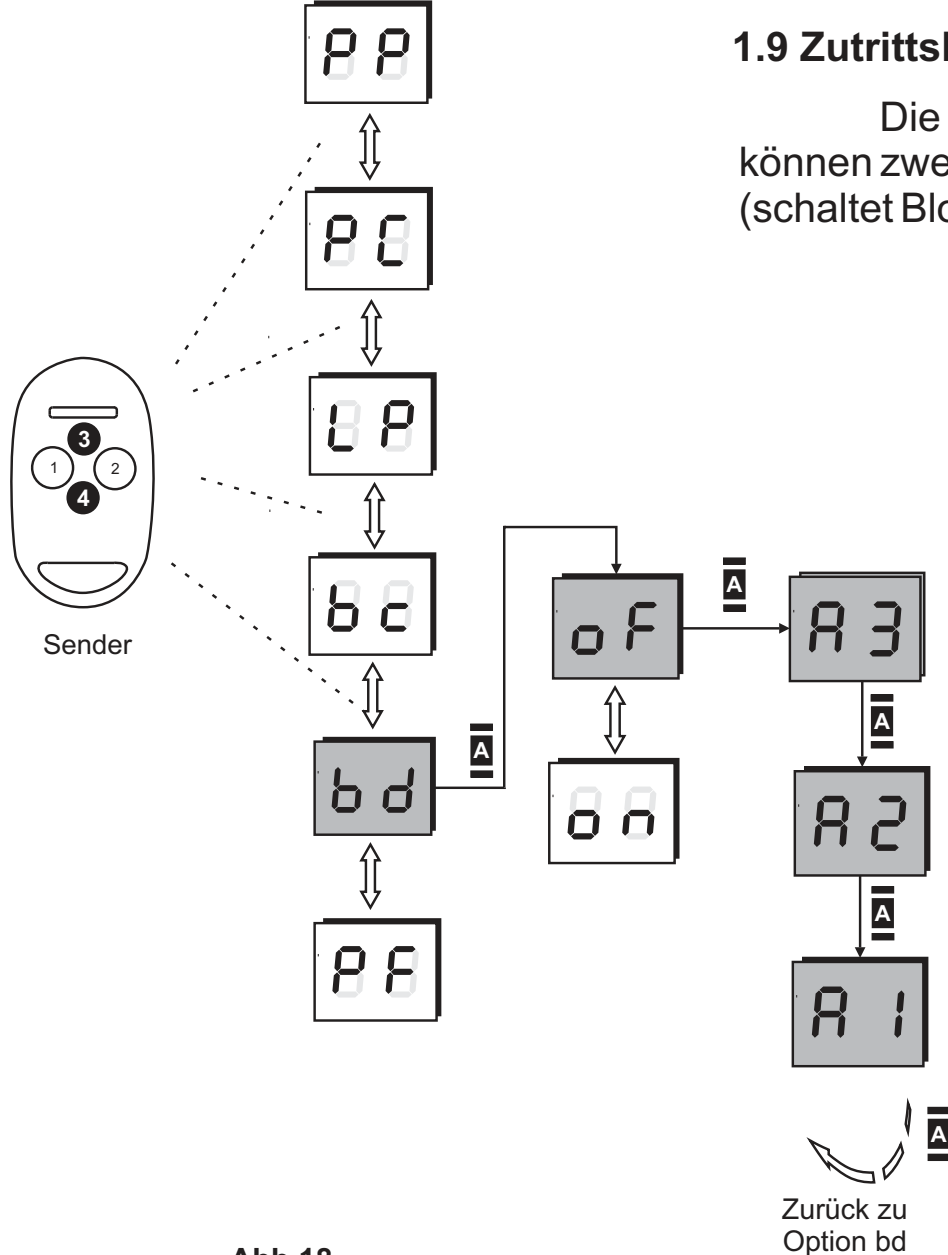 PP
1.9 Zutritts
Die
können zwe
(schaltet Blo
PC
LP
3
1 2
4
Sender
bc
bd
A
oF
on
A
A3
A
A2
A
A1
PF
A
Zurück zu
Option bd
Abb 18